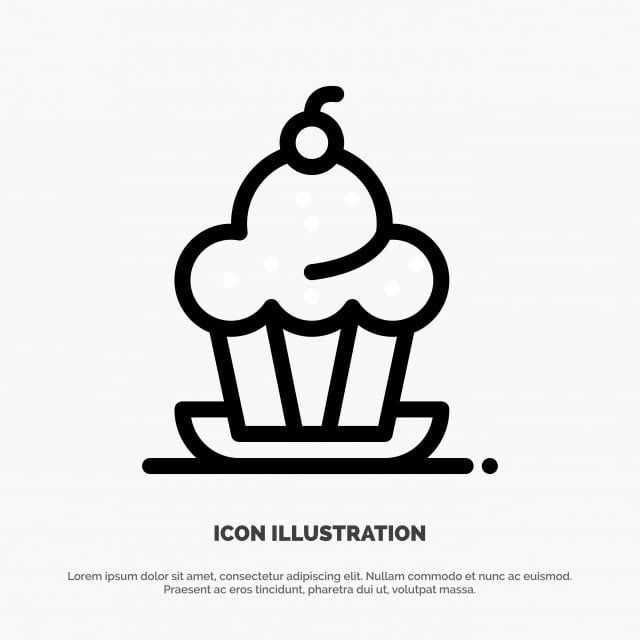 ICON ILLUSTRATION
Lorem ipsum dolor sit amet, consectetur adipiscing elit. Nullam commodo et nunc ac euismod.
Praesent ac eros tincidunt, pharetra dui ut, volutpat massa.